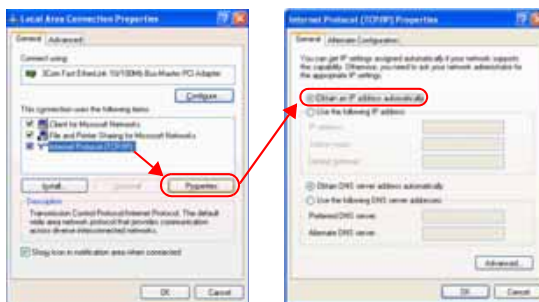 Local Area Connection Properties
General Advanced
Connect using:
3Com Fast EtherLink 10/100Mb Bus-Master PCI Adapter
Configure...
This connection uses the following items:
Client for Microsoft Networks
File and Printer Sharing for Microsoft Networks
Internet Protocol (TCP/IP)
Install... Uninstall Properties
Description
Transmission Control Protocol/Internet Protocol. The default
wide area network protocol that provides communication
across diverse interconnected networks.
Show icon in notification area when connected
OK Cancel
Internet Protocol (TCP/IP) Properties
General Alternate Configuration
You can get IP settings assigned automatically if your network supports
this capability. Otherwise, you need to ask your network administrator for
the appropriate IP settings.
Obtain an IP address automatically
Use the following IP address:
IP address:
Subnet mask:
Default gateway:
Obtain DNS server address automatically
Use the following DNS server addresses:
Preferred DNS server:
Alternate DNS server:
Advanced...
OK Cancel